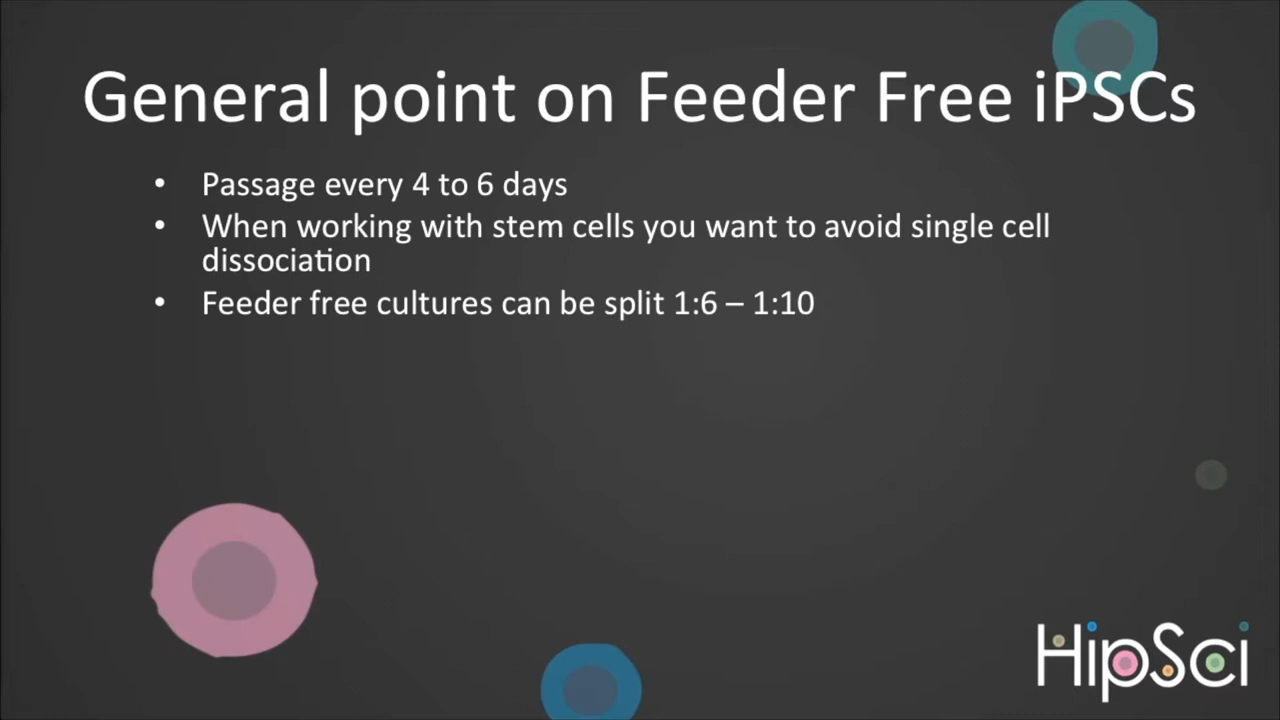 General point on Feeder Free iPSCs
• Passage every 4 to 6 days
• When working with stem cells you want to avoid single cell
dissociation
• Feeder free cultures can be split 1:6 – 1:10
HipSci